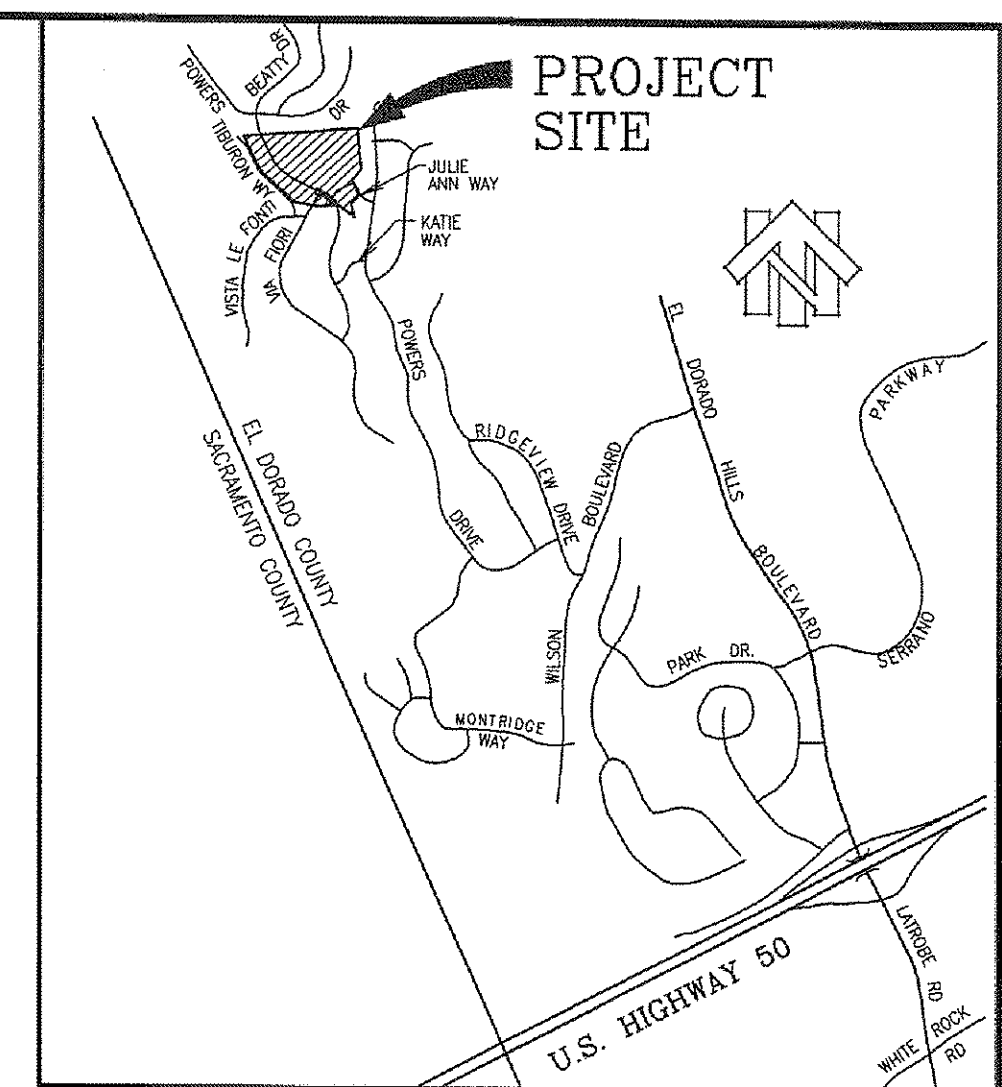 PROJECT
SITE
POWERS
BEATTY DR
DR
TIBURON WY
JULIE
ANN WAY
KATIE
WAY
VISTA LE FONTI
VIA FIORI
N
POWERS
DRIVE
EL DORADO COUNTY
SACRAMENTO COUNTY
RIDGEVIEW DRIVE
WILSON
BOULEVARD
EL
DORADO
HILLS
BOULEVARD
PARKWAY
SERRANO
PARK DR.
MONTRIDGE
WAY
U.S. HIGHWAY 50
LATROBE RD
WHITE ROCK
RD